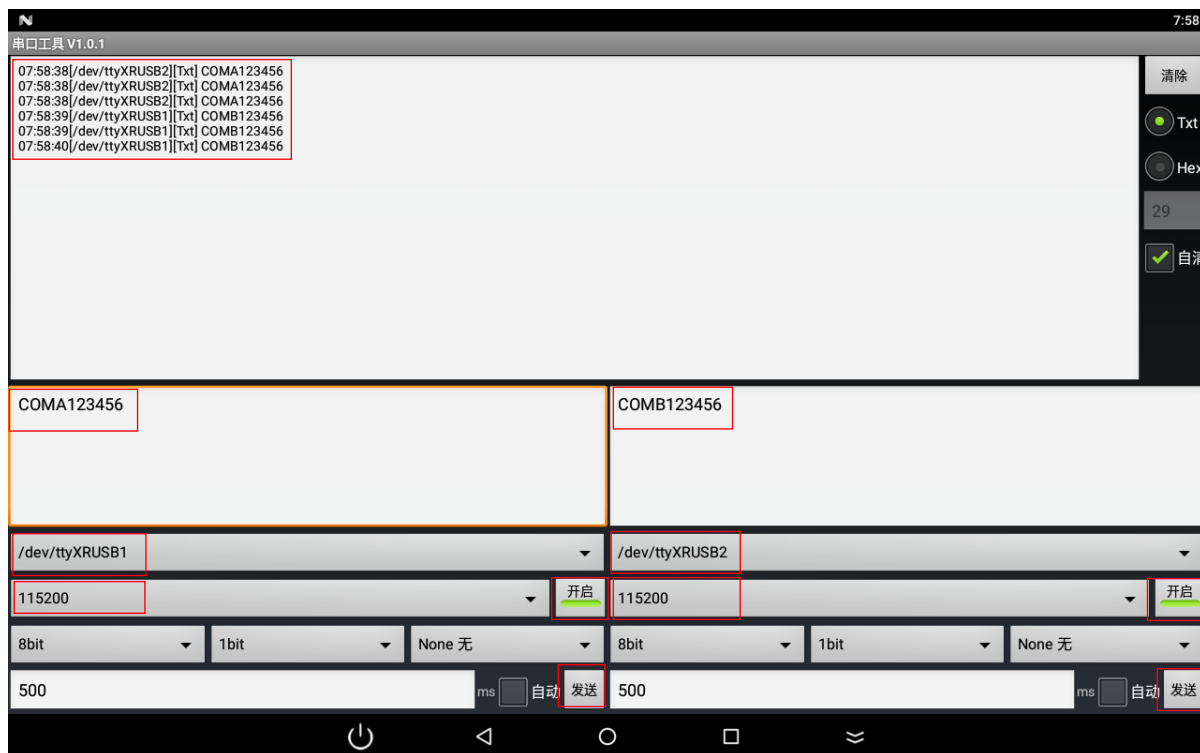 7:58
串口工具 V1.0.1
07:58:38[/dev/ttyXRUSB2][Txt] COMA123456
07:58:38[/dev/ttyXRUSB2][Txt] COMA123456
07:58:38[/dev/ttyXRUSB2][Txt] COMA123456
07:58:39[/dev/ttyXRUSB1][Txt] COMB123456
07:58:39[/dev/ttyXRUSB1][Txt] COMB123456
07:58:40[/dev/ttyXRUSB1][Txt] COMB123456
清除
Txt
Hex
29
自清
COMA123456 COMB123456
/dev/ttyXRUSB1 /dev/ttyXRUSB2
115200 开启 115200 开启
8bit 1bit None 无 8bit 1bit None 无
500 ms 自动 发送 500 ms 自动 发送